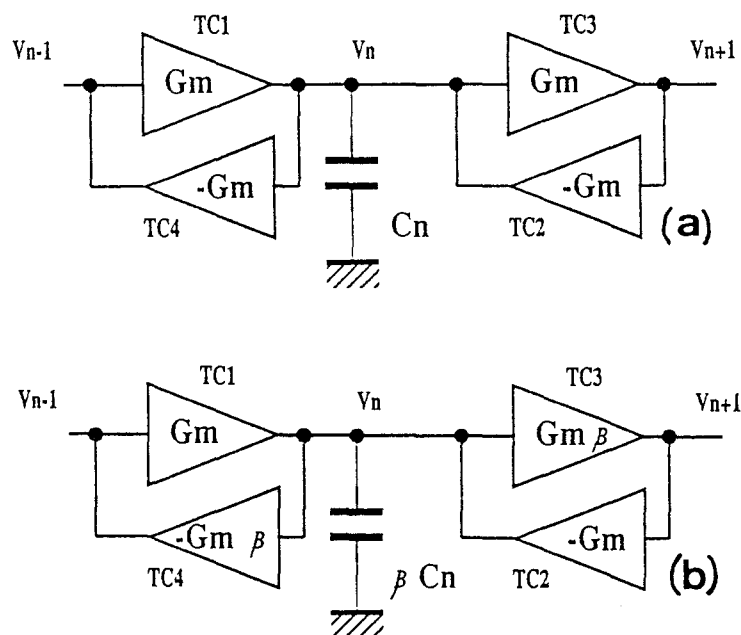 TC1 TC3
Vn-1 Vn Vn+1
Gm Gm
-Gm -Gm
TC4 Cn TC2 (a)
TC1 TC3
Vn-1 Vn Vn+1
Gm Gm β
-Gm β -Gm
TC4 β Cn TC2 (b)